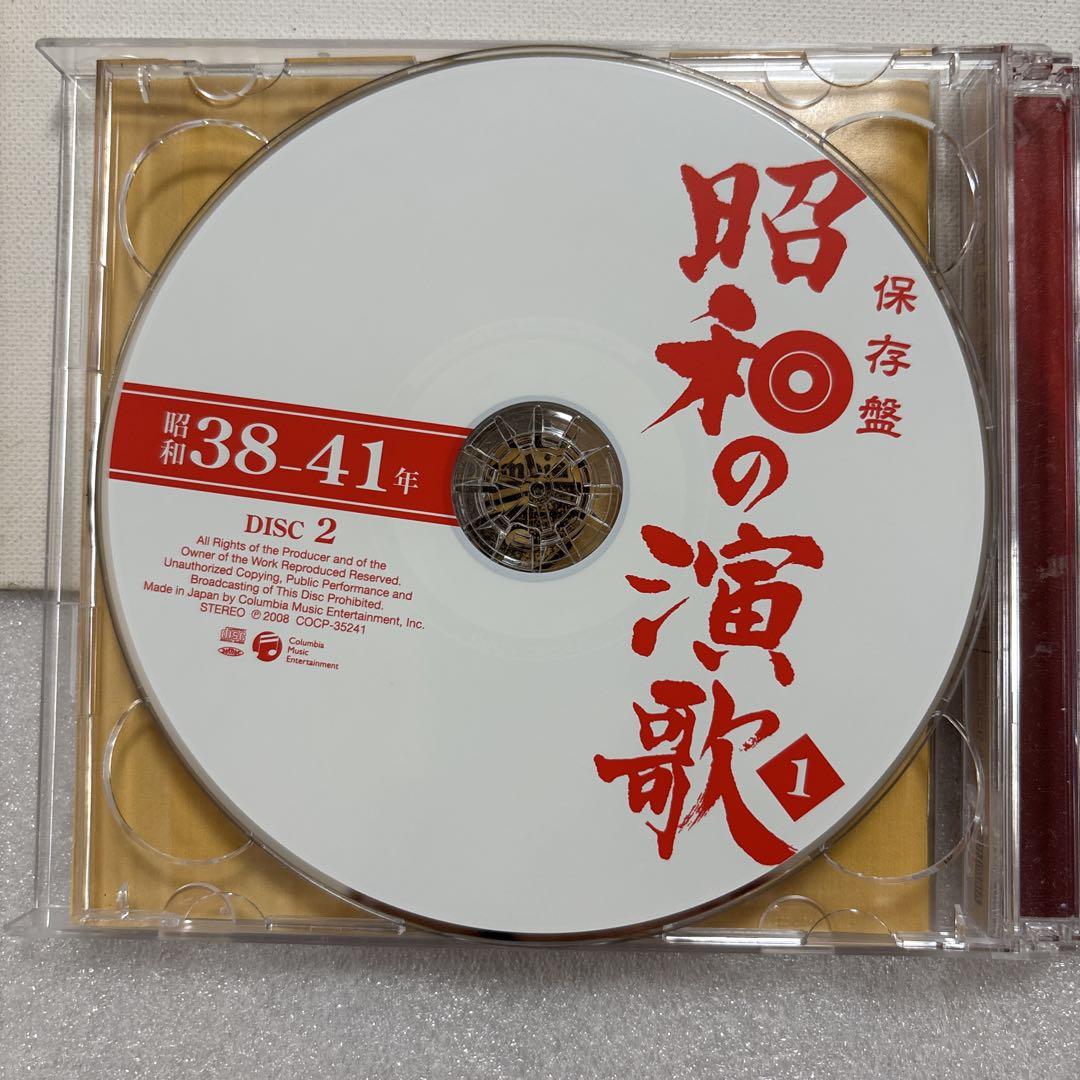 保存盤
昭和の演歌
1
昭和38-41年
DISC 2
All Rights of the Producer and of the
Owner of the Work Reproduced Reserved.
Unauthorized Copying, Public Performance and
Broadcasting of This Disc Prohibited.
Made in Japan by Columbia Music Entertainment, Inc.
STEREO ℗2008 COCP-35241
Columbia
Music
Entertainment